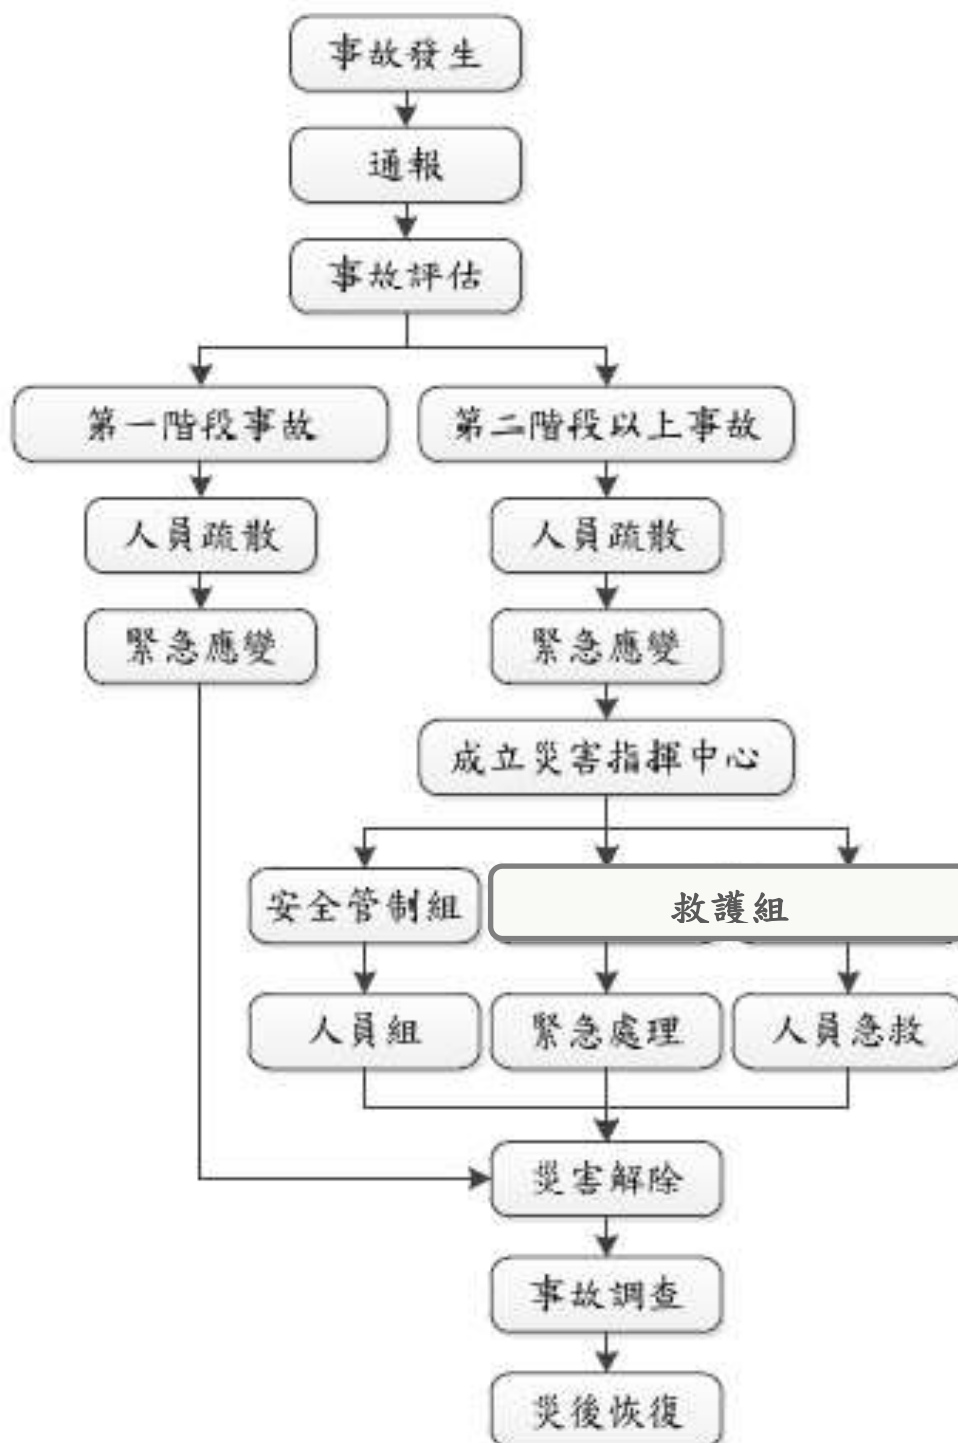 事故發生
通報
事故評估
第一階段事故
第二階段以上事故
人員疏散
人員疏散
緊急應變
緊急應變
成立災害指揮中心
安全管制組
救護組
人員組
緊急處理
人員急救
災害解除
事故調查
災後恢復